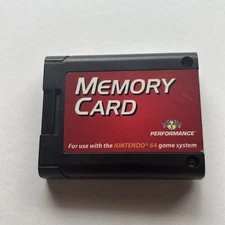 MEMORY
CARD
PERFORMANCE
For use with the NINTENDO® 64 game system